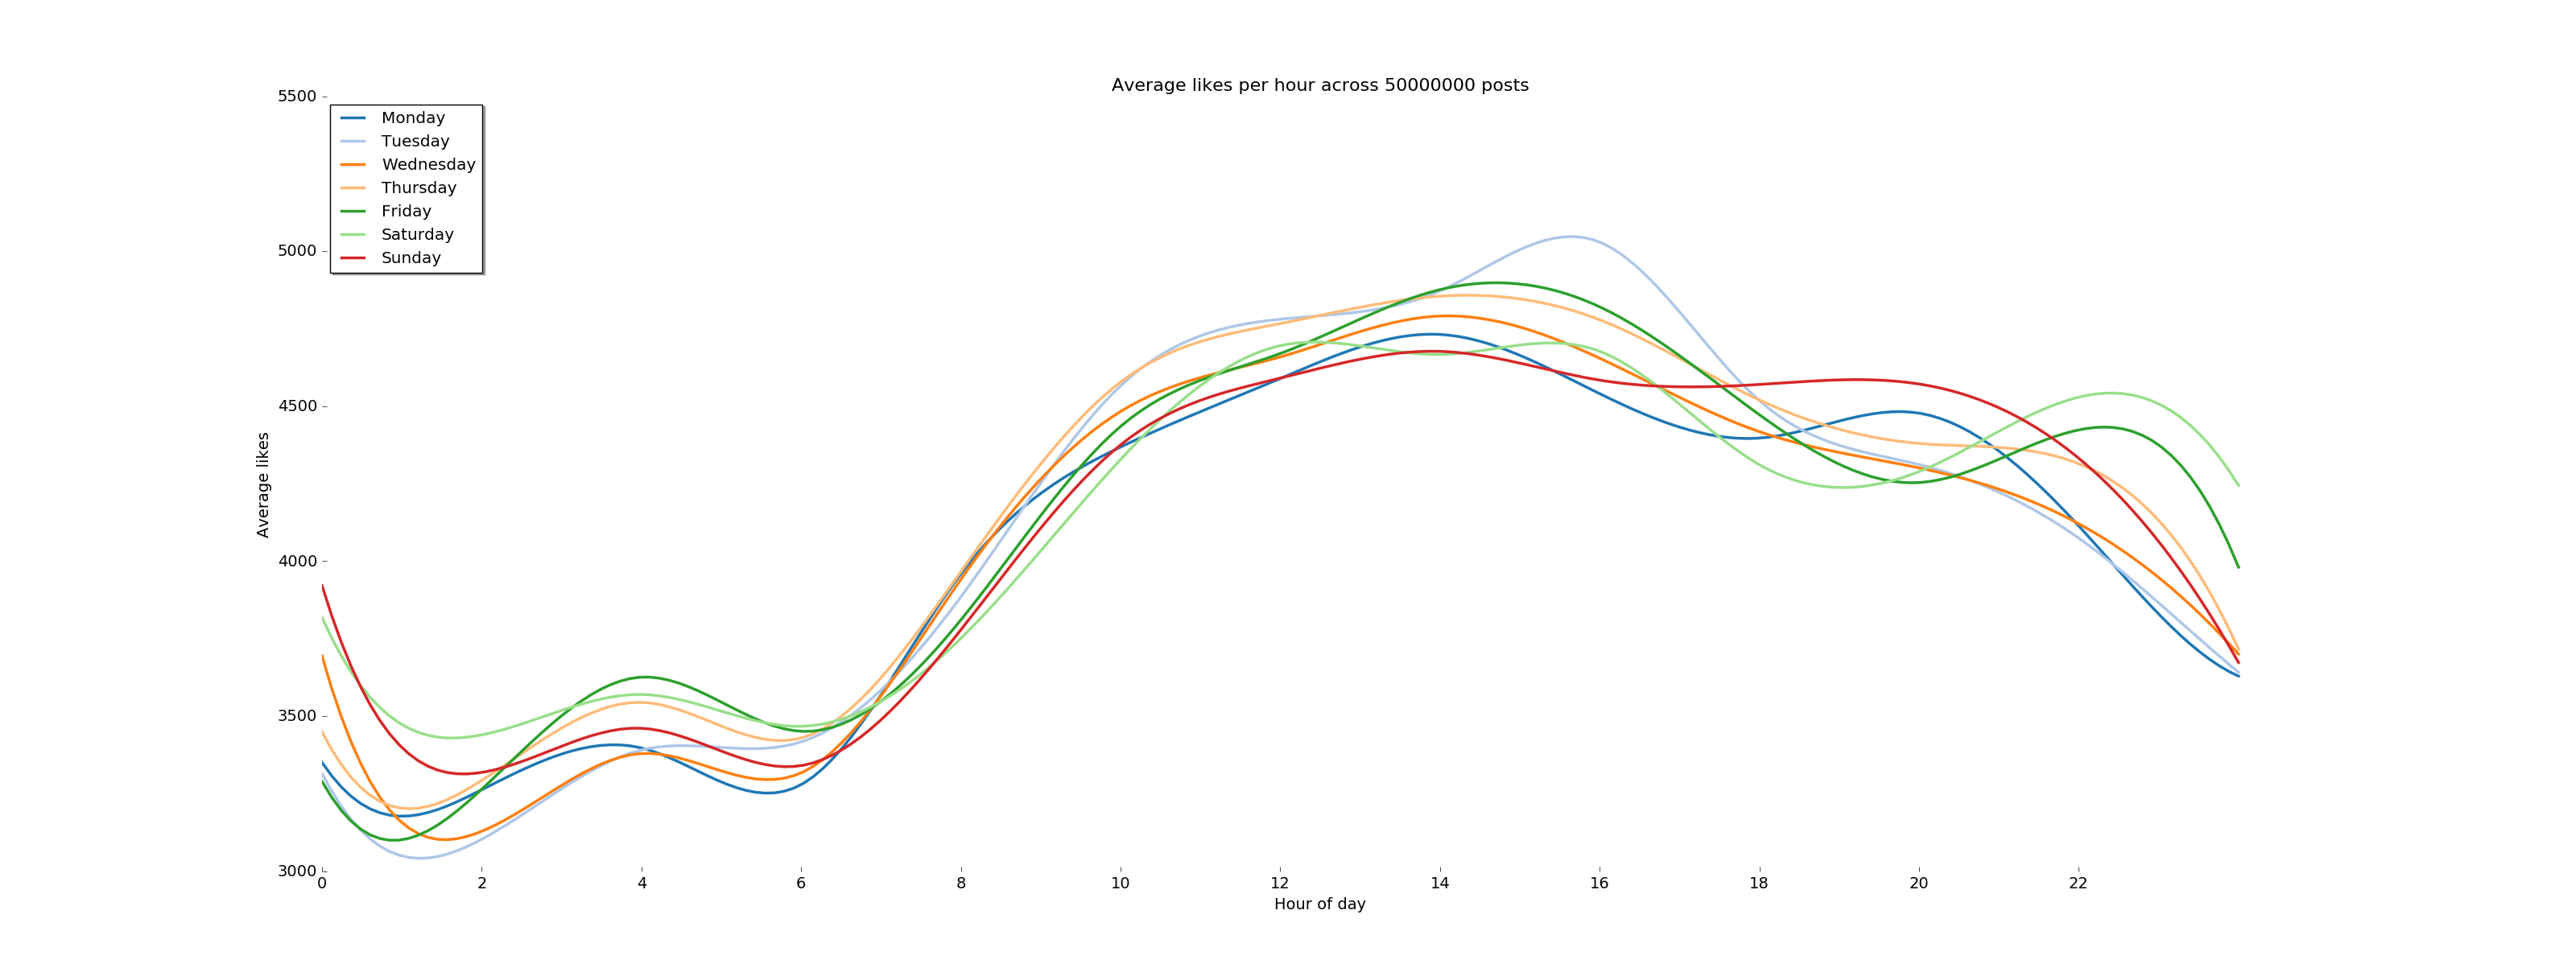 Average likes per hour across 50000000 posts
5500
5000
4500
4000
3500
3000
Average likes
Monday
Tuesday
Wednesday
Thursday
Friday
Saturday
Sunday
0 2 4 6 8 10 12 14 16 18 20 22
Hour of day